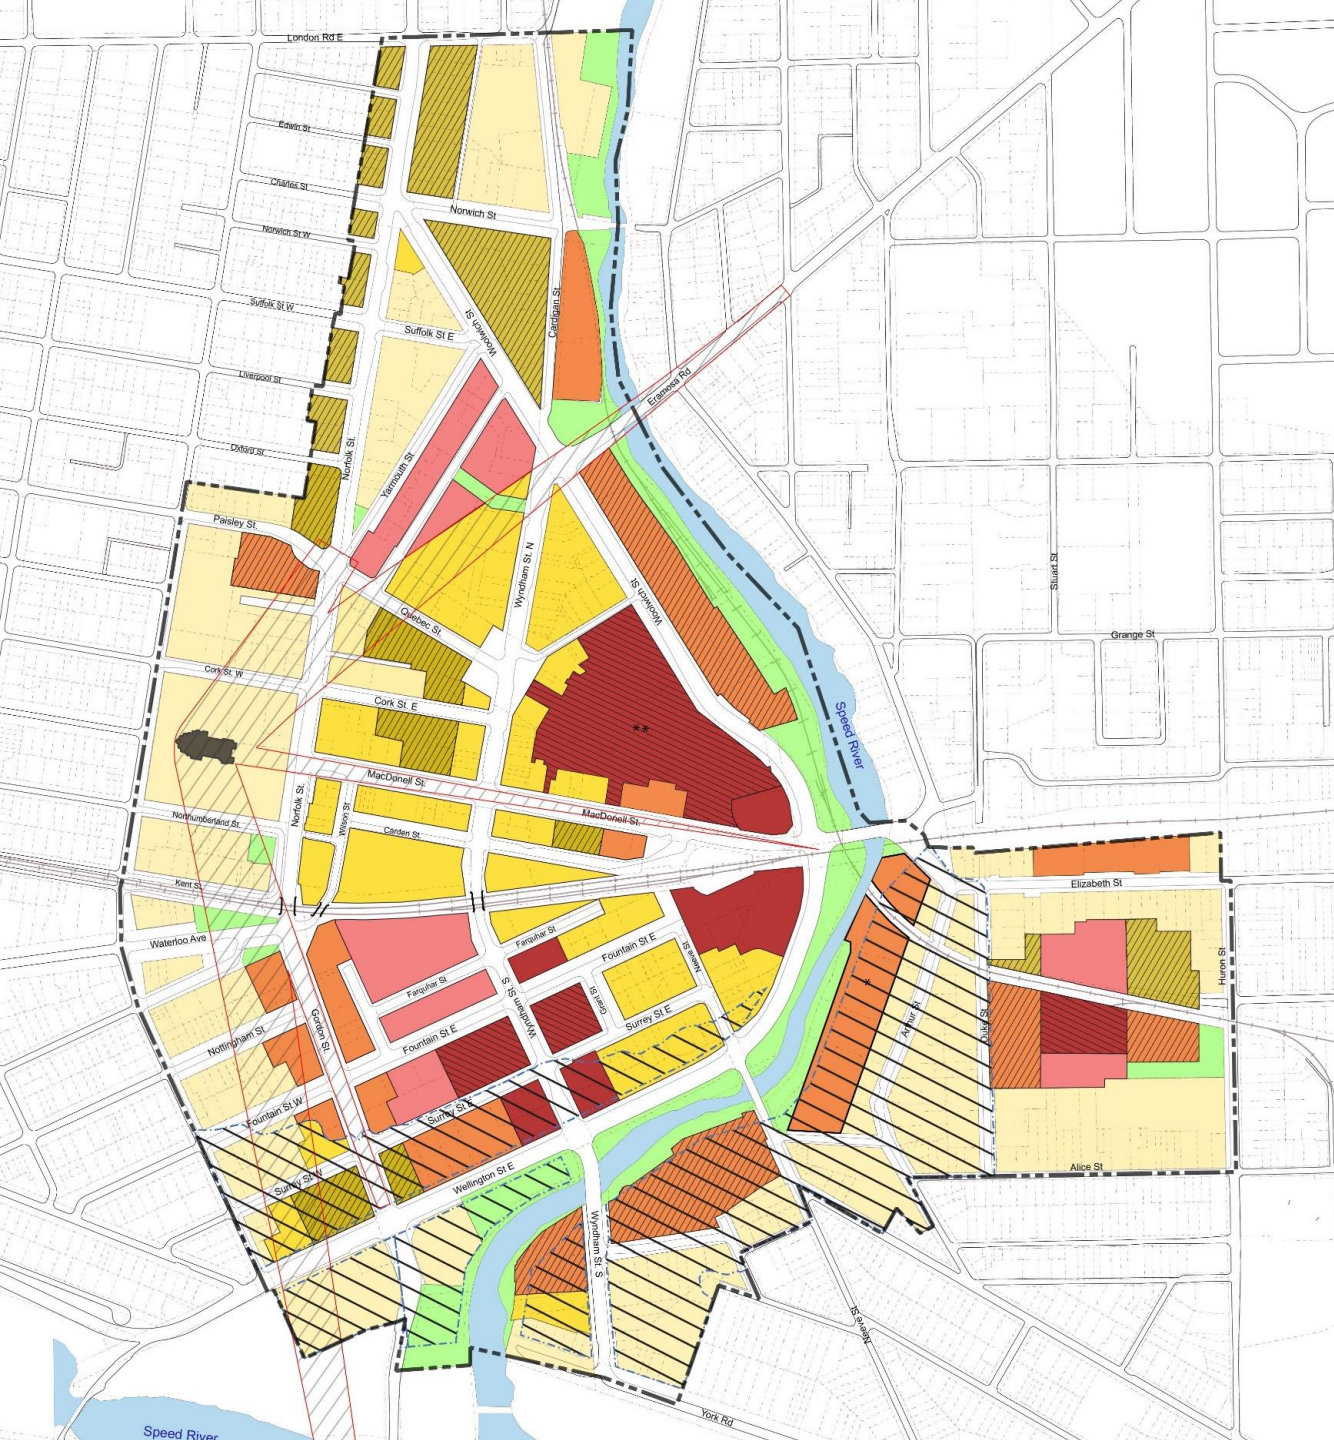 London Rd E
Edwin St
Charles St
Norwich St
Norwich St W
Suffolk St W
Cardigan St
Woolwich St
Suffolk St E
Liverpool St
Eramosa Rd
Oxford St
Norfolk St.
Yarmouth St
Paisley St.
Wyndham St. N
Woolwich St
Stuart St
Quebec St.
Grange St
Cork St. W
Cork St. E
**
Speed River
MacDonell St.
MacDonell St.
Norfolk St.
Wilson St
Northumberland St.
Carden St.
Kent St
Elizabeth St
Waterloo Ave
Farquhar St
Fountain St E
Neeve St
Huron St
Farquhar St
Wyndham St. S
Grant St
*
Gordon St.
Surrey St E
Arthur St
Duke St
Nottingham St
Fountain St E
Fountain St W
Surrey St E
Surrey St W
Wellington St E
Alice St
Wyndham St. S
Neeve St
York Rd
Speed River